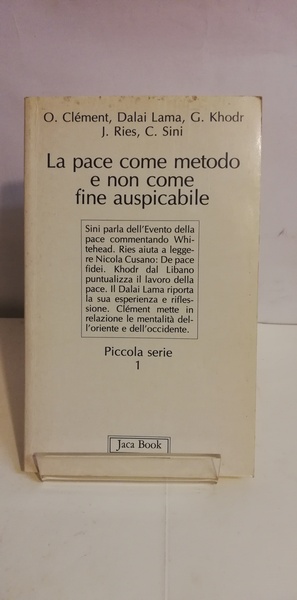 O. Clément, Dalai Lama, G. Khodr
J. Ries, C. Sini
La pace come metodo
e non come
fine auspicabile
Sini parla dell'Evento della
pace commentando Whi-
tehead. Ries aiuta a legge-
re Nicola Cusano: De pace
fidei. Khodr dal Libano
puntualizza il lavoro della
pace. Il Dalai Lama riporta
la sua esperienza e rifles-
sione. Clément mette in
relazione le mentalità del-
l'oriente e dell'occidente.
Piccola serie
1
Jaca Book